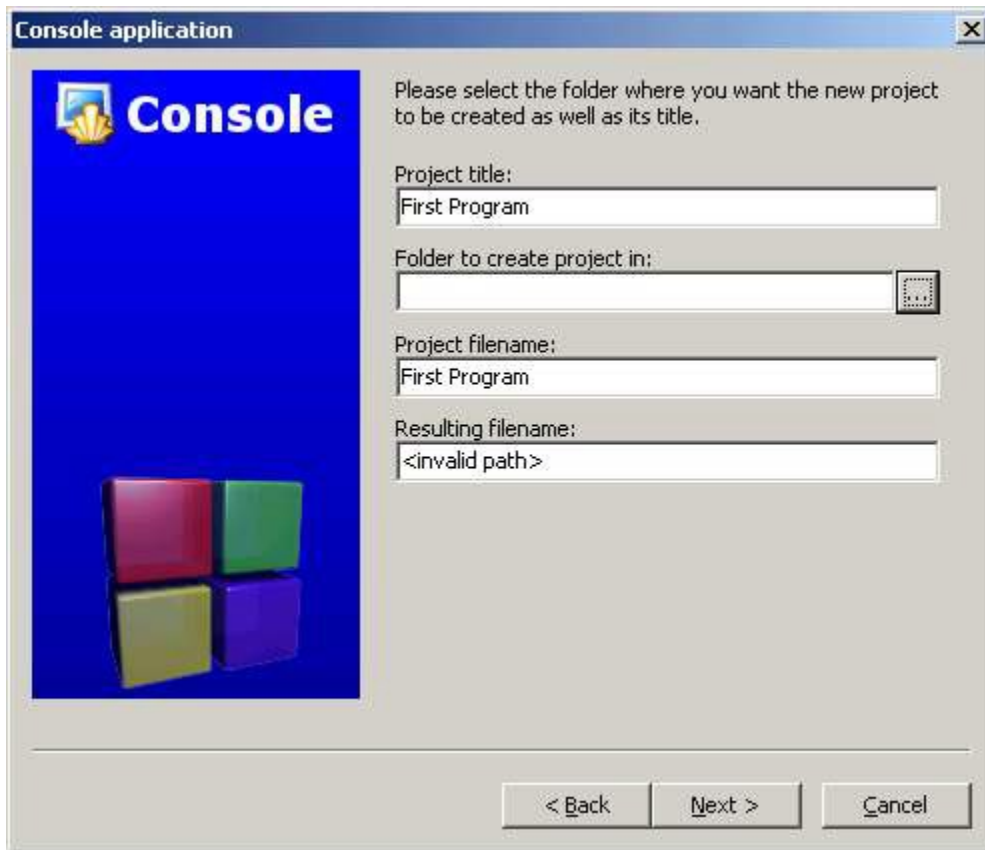 Console application
Console
Please select the folder where you want the new project
to be created as well as its title.
Project title:
First Program
Folder to create project in:
...
Project filename:
First Program
Resulting filename:
<invalid path>
< Back
Next >
Cancel